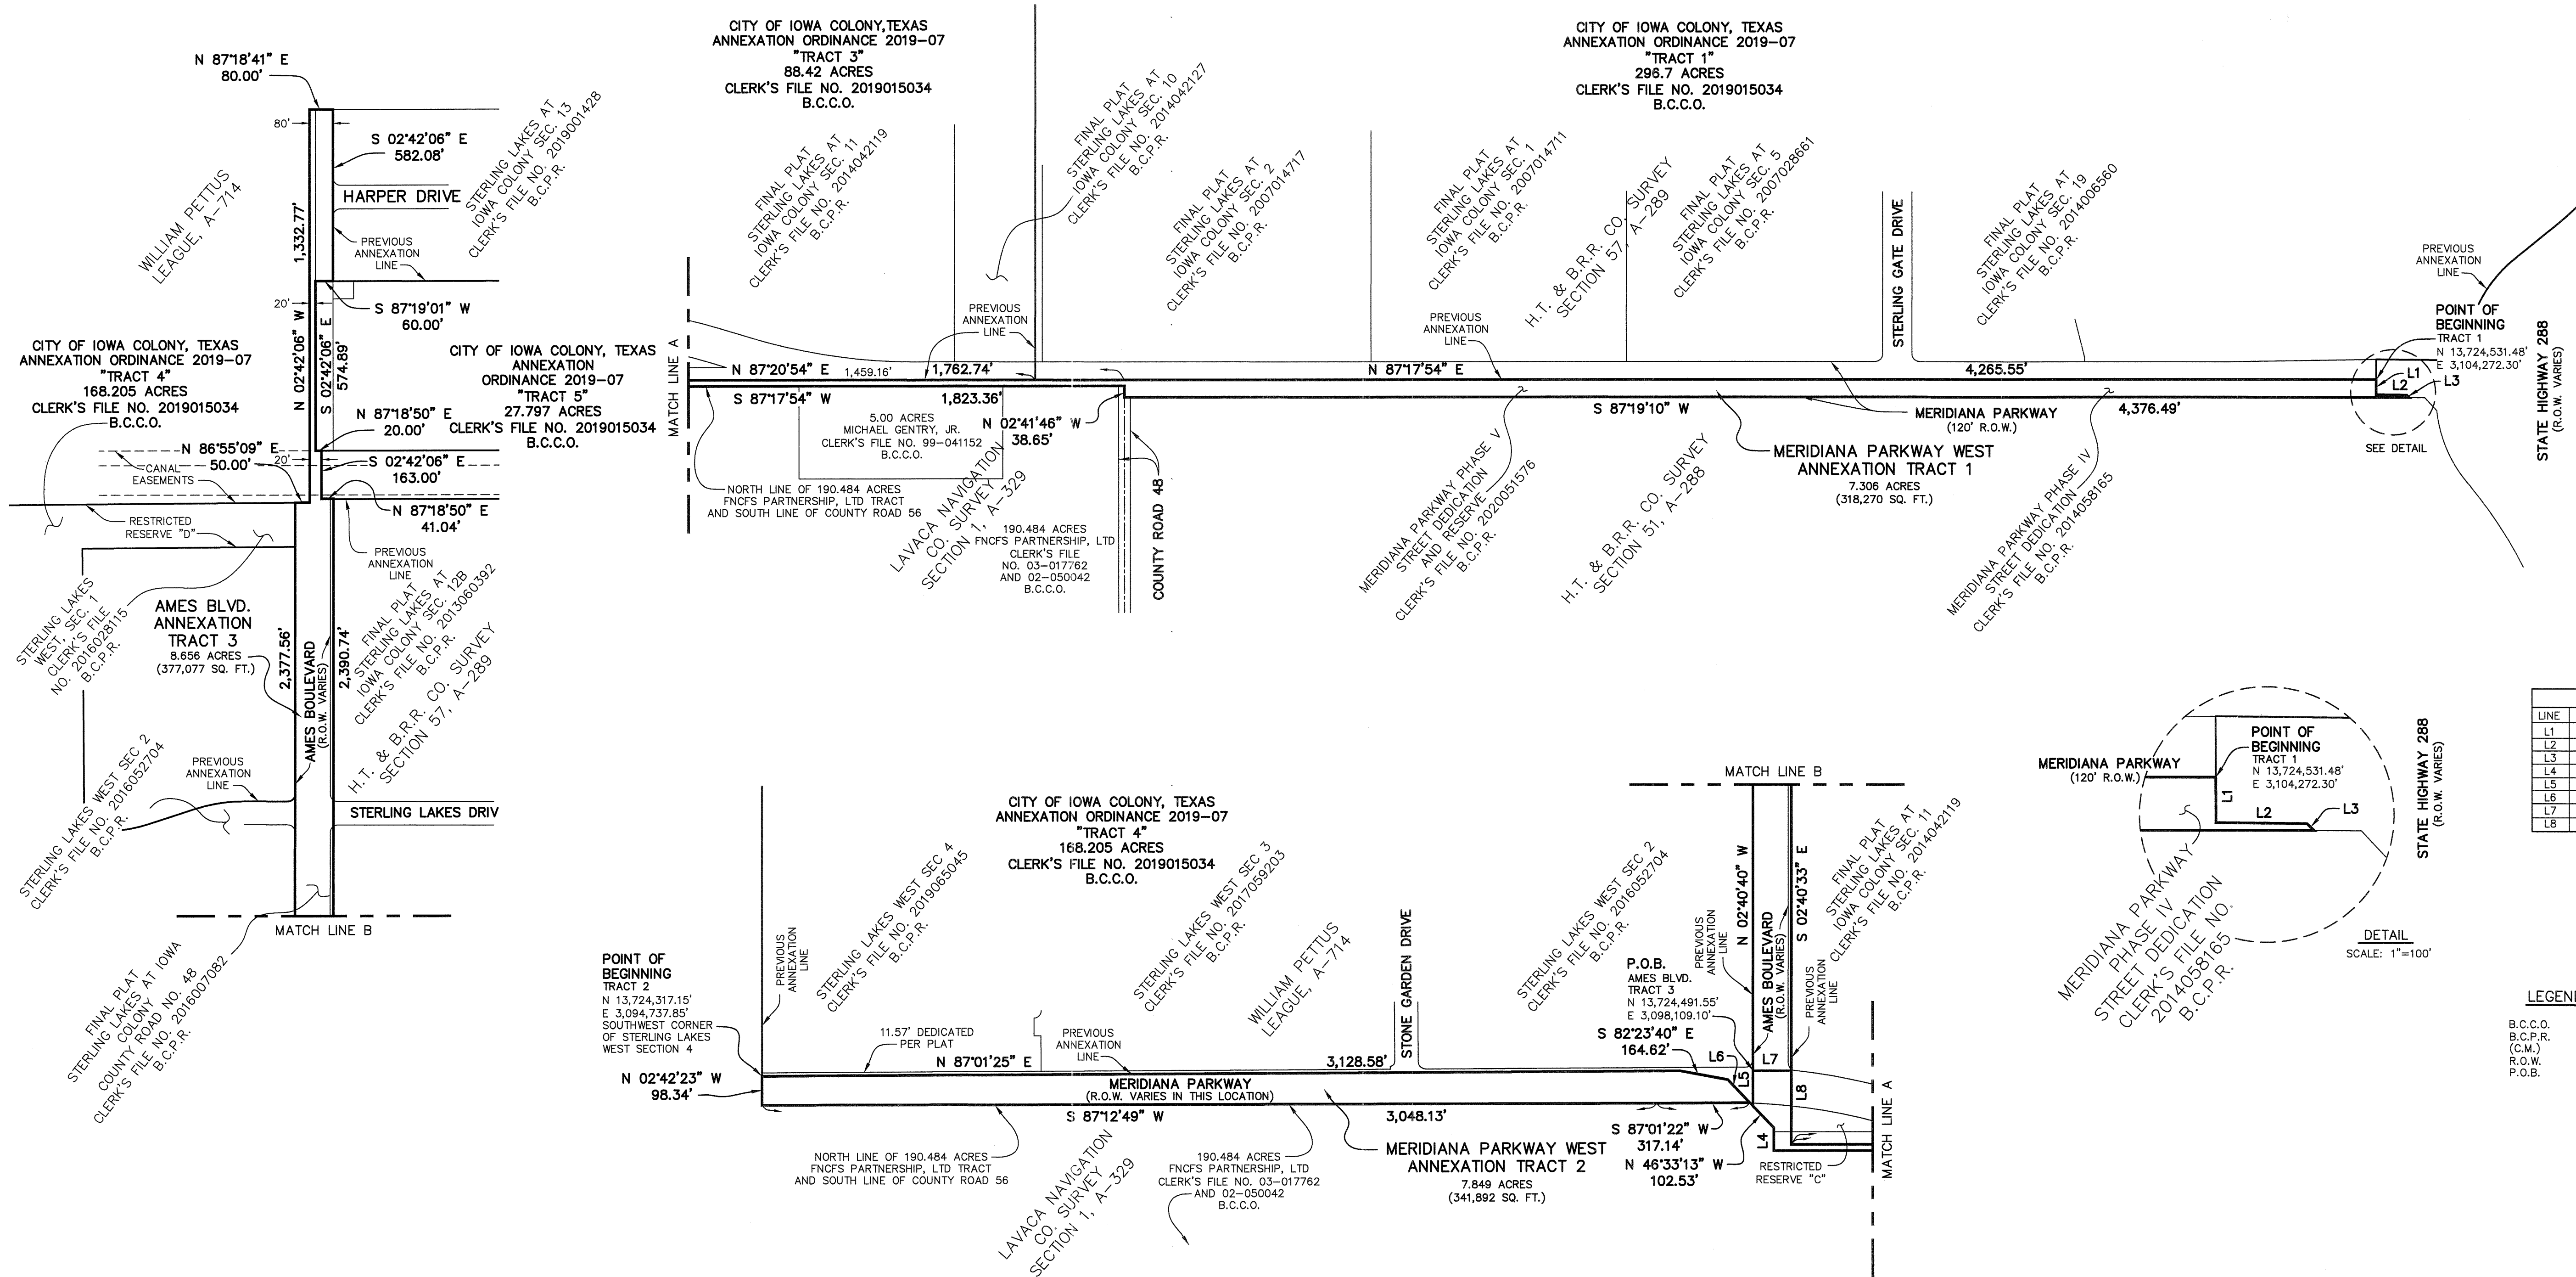 N 87°18'41" E
80.00'
80'
S 02°42'06" E
582.08'
HARPER DRIVE
STERLING LAKES AT
IOWA COLONY SEC. 13
CLERK'S FILE NO. 2019001428
B.C.P.R.
WILLIAM PETTUS
LEAGUE, A-714
1,332.77'
N 02°42'06" W
PREVIOUS
ANNEXATION
LINE
20'
S 87°19'01" W
60.00'
S 02°42'06" E
574.89'
CITY OF IOWA COLONY, TEXAS
ANNEXATION ORDINANCE 2019-07
"TRACT 4"
168.205 ACRES
CLERK'S FILE NO. 2019015034
B.C.C.O.
CITY OF IOWA COLONY, TEXAS
ANNEXATION
ORDINANCE 2019-07
"TRACT 5"
27.797 ACRES
CLERK'S FILE NO. 2019015034
B.C.C.O.
N 87°18'50" E
20.00'
N 86°55'09" E
50.00'
CANAL
EASEMENTS
20'
S 02°42'06" E
163.00'
N 87°18'50" E
41.04'
RESTRICTED
RESERVE "D"
PREVIOUS
ANNEXATION
LINE
STERLING LAKES
WEST, SEC. 1
CLERK'S FILE
NO. 2016028115
B.C.P.R.
AMES BLVD.
ANNEXATION
TRACT 3
8.656 ACRES
(377,077 SQ. FT.)
2,377.56'
AMES BOULEVARD
(R.O.W. VARIES)
2,390.74'
FINAL PLAT
STERLING LAKES AT
IOWA COLONY SEC. 12B
CLERK'S FILE NO. 2013060392
B.C.P.R.
H.T. & B.R.R. CO. SURVEY
SECTION 57, A-289
STERLING LAKES WEST SEC 2
CLERK'S FILE NO. 2016052704
B.C.P.R.
PREVIOUS
ANNEXATION
LINE
STERLING LAKES DRIV
MATCH LINE B
FINAL PLAT
STERLING LAKES AT IOWA
COLONY
COUNTY ROAD NO. 48
CLERK'S FILE NO. 2016007082
B.C.P.R.
CITY OF IOWA COLONY,TEXAS
ANNEXATION ORDINANCE 2019-07
"TRACT 3"
88.42 ACRES
CLERK'S FILE NO. 2019015034
B.C.C.O.
FINAL PLAT
STERLING LAKES AT
IOWA COLONY SEC. 11
CLERK'S FILE NO. 2014042119
B.C.P.R.
FINAL PLAT
STERLING LAKES AT
IOWA COLONY SEC. 10
CLERK'S FILE NO. 2014042127
B.C.P.R.
FINAL PLAT
STERLING LAKES AT
IOWA COLONY SEC. 2
CLERK'S FILE NO. 2007014717
B.C.P.R.
CITY OF IOWA COLONY, TEXAS
ANNEXATION ORDINANCE 2019-07
"TRACT 1"
296.7 ACRES
CLERK'S FILE NO. 2019015034
B.C.C.O.
FINAL PLAT
STERLING LAKES AT
IOWA COLONY SEC. 1
CLERK'S FILE NO. 2007014711
B.C.P.R.
H.T. & B.R.R. CO. SURVEY
SECTION 57, A-289
FINAL PLAT
STERLING LAKES AT
IOWA COLONY SEC. 5
CLERK'S FILE NO. 2007028661
B.C.P.R.
STERLING GATE DRIVE
FINAL PLAT
STERLING LAKES AT
IOWA COLONY SEC. 19
CLERK'S FILE NO. 2014006560
B.C.P.R.
PREVIOUS
ANNEXATION
LINE
POINT OF
BEGINNING
TRACT 1
N 13,724,531.48'
E 3,104,272.30'
L1
L2
L3
SEE DETAIL
STATE HIGHWAY 288
(R.O.W. VARIES)
MATCH LINE A
PREVIOUS
ANNEXATION
LINE
PREVIOUS
ANNEXATION
LINE
N 87°20'54" E
1,459.16'
1,762.74'
N 87°17'54" E
4,265.55'
S 87°17'54" W
1,823.36'
5.00 ACRES
MICHAEL GENTRY, JR.
CLERK'S FILE NO. 99-041152
B.C.C.O.
N 02°41'46" W
38.65'
S 87°19'10" W
MERIDIANA PARKWAY
(120' R.O.W.)
4,376.49'
NORTH LINE OF 190.484 ACRES
FNCFS PARTNERSHIP, LTD TRACT
AND SOUTH LINE OF COUNTY ROAD 56
LAVACA NAVIGATION
CO. SURVEY
SECTION 1, A-329
190.484 ACRES
FNCFS PARTNERSHIP, LTD
CLERK'S FILE
NO. 03-017762
AND 02-050042
B.C.C.O.
COUNTY ROAD 48
MERIDIANA PARKWAY PHASE V
STREET DEDICATION
AND RESERVE
CLERK'S FILE NO. 2020051576
B.C.P.R.
H.T. & B.R.R. CO. SURVEY
SECTION 51, A-288
MERIDIANA PARKWAY WEST
ANNEXATION TRACT 1
7.306 ACRES
(318,270 SQ. FT.)
MERIDIANA PARKWAY PHASE IV
STREET DEDICATION
CLERK'S FILE NO. 2014058165
B.C.P.R.
CITY OF IOWA COLONY, TEXAS
ANNEXATION ORDINANCE 2019-07
"TRACT 4"
168.205 ACRES
CLERK'S FILE NO. 2019015034
B.C.C.O.
POINT OF
BEGINNING
TRACT 2
N 13,724,317.15'
E 3,094,737.85'
SOUTHWEST CORNER
OF STERLING LAKES
WEST SECTION 4
PREVIOUS
ANNEXATION
LINE
STERLING LAKES WEST SEC 4
CLERK'S FILE NO. 2019065045
B.C.P.R.
STERLING LAKES WEST SEC 3
CLERK'S FILE NO. 2017059203
B.C.P.R.
WILLIAM PETTUS
LEAGUE, A-714
STONE GARDEN DRIVE
STERLING LAKES WEST SEC 2
CLERK'S FILE NO. 2016052704
B.C.P.R.
MATCH LINE B
N 02°40'40" W
AMES BOULEVARD
(R.O.W. VARIES)
S 02°40'33" E
PREVIOUS
ANNEXATION
LINE
PREVIOUS
ANNEXATION
LINE
FINAL PLAT
STERLING LAKES AT
IOWA COLONY SEC. 11
CLERK'S FILE NO. 2014042119
B.C.P.R.
P.O.B.
AMES BLVD.
TRACT 3
N 13,724,491.55'
E 3,098,109.10'
S 82°23'40" E
164.62'
L6
L7
L5
L8
L4
11.57' DEDICATED
PER PLAT
PREVIOUS
ANNEXATION
LINE
N 87°01'25" E
3,128.58'
N 02°42'23" W
98.34'
MERIDIANA PARKWAY
(R.O.W. VARIES IN THIS LOCATION)
S 87°12'49" W
3,048.13'
S 87°01'22" W
317.14'
N 46°33'13" W
102.53'
MERIDIANA PARKWAY WEST
ANNEXATION TRACT 2
7.849 ACRES
(341,892 SQ. FT.)
RESTRICTED
RESERVE "C"
MATCH LINE A
NORTH LINE OF 190.484 ACRES
FNCFS PARTNERSHIP, LTD TRACT
AND SOUTH LINE OF COUNTY ROAD 56
LAVACA NAVIGATION
CO. SURVEY
SECTION 1, A-329
190.484 ACRES
FNCFS PARTNERSHIP, LTD
CLERK'S FILE NO. 03-017762
AND 02-050042
B.C.C.O.
MERIDIANA PARKWAY
(120' R.O.W.)
POINT OF
BEGINNING
TRACT 1
N 13,724,531.48'
E 3,104,272.30'
L1
L2
L3
STATE HIGHWAY 288
(R.O.W. VARIES)
MERIDIANA PARKWAY
PHASE IV
STREET DEDICATION
CLERK'S FILE NO.
2014058165
B.C.P.R.
DETAIL
SCALE: 1"=100'
LINE
L1
L2
L3
L4
L5
L6
L7
L8
LEGEN
B.C.C.O.
B.C.P.R.
(C.M.)
R.O.W.
P.O.B.